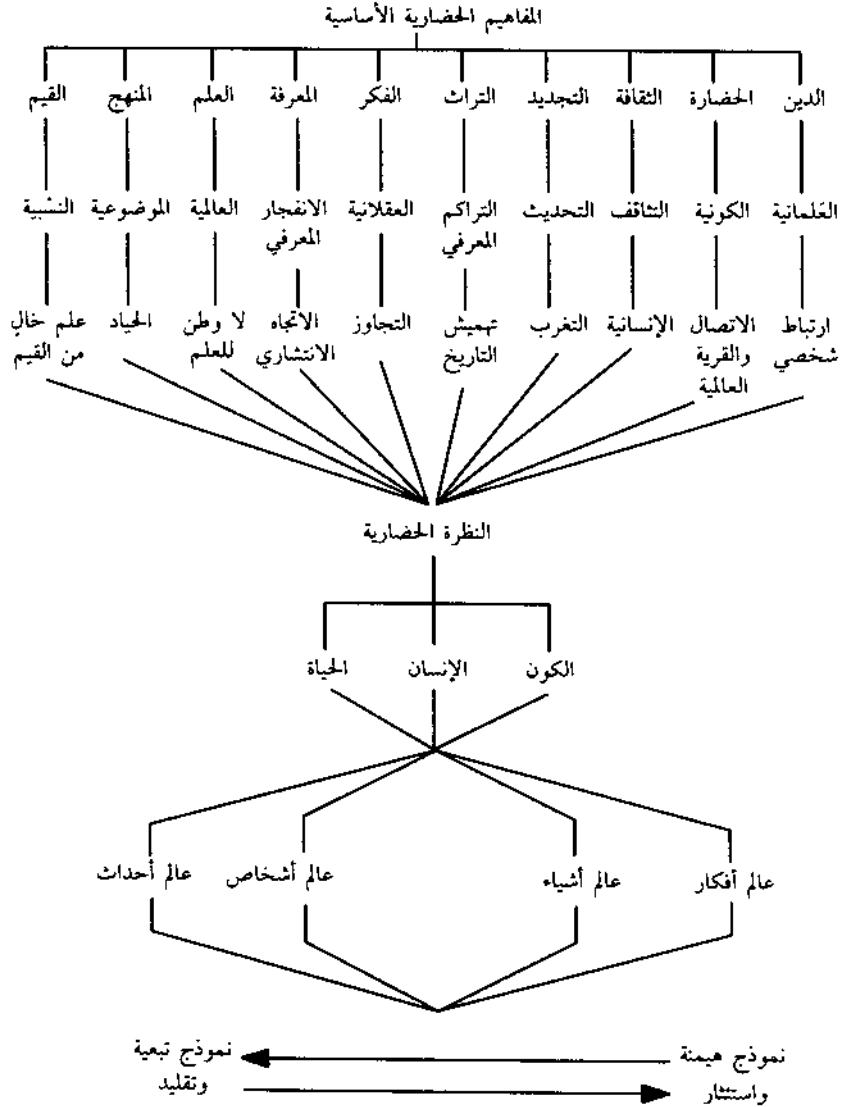 المفاهيم الحضارية الأساسية
الدين الحضارة الثقافة التجديد التراث الفكر المعرفة العلم المنهج القيم
العَلمانية الكونية التثاقف التحديث التراكم العقلانية الانفجار العالمية الموضوعية النسبية
المعرفي المعرفي
ارتباط الاتصال الإنسانية التغرب تهميش التجاوز الاتجاه لا وطن الحياد علم خالٍ
شخصي والقرية التاريخ الانتشاري للعلم من القيم
العالمية
النظرة الحضارية
الكون الإنسان الحياة
عالم أفكار عالم أشياء عالم أشخاص عالم أحداث
نموذج هيمنة نموذج تبعية
واستئثار وتقليد